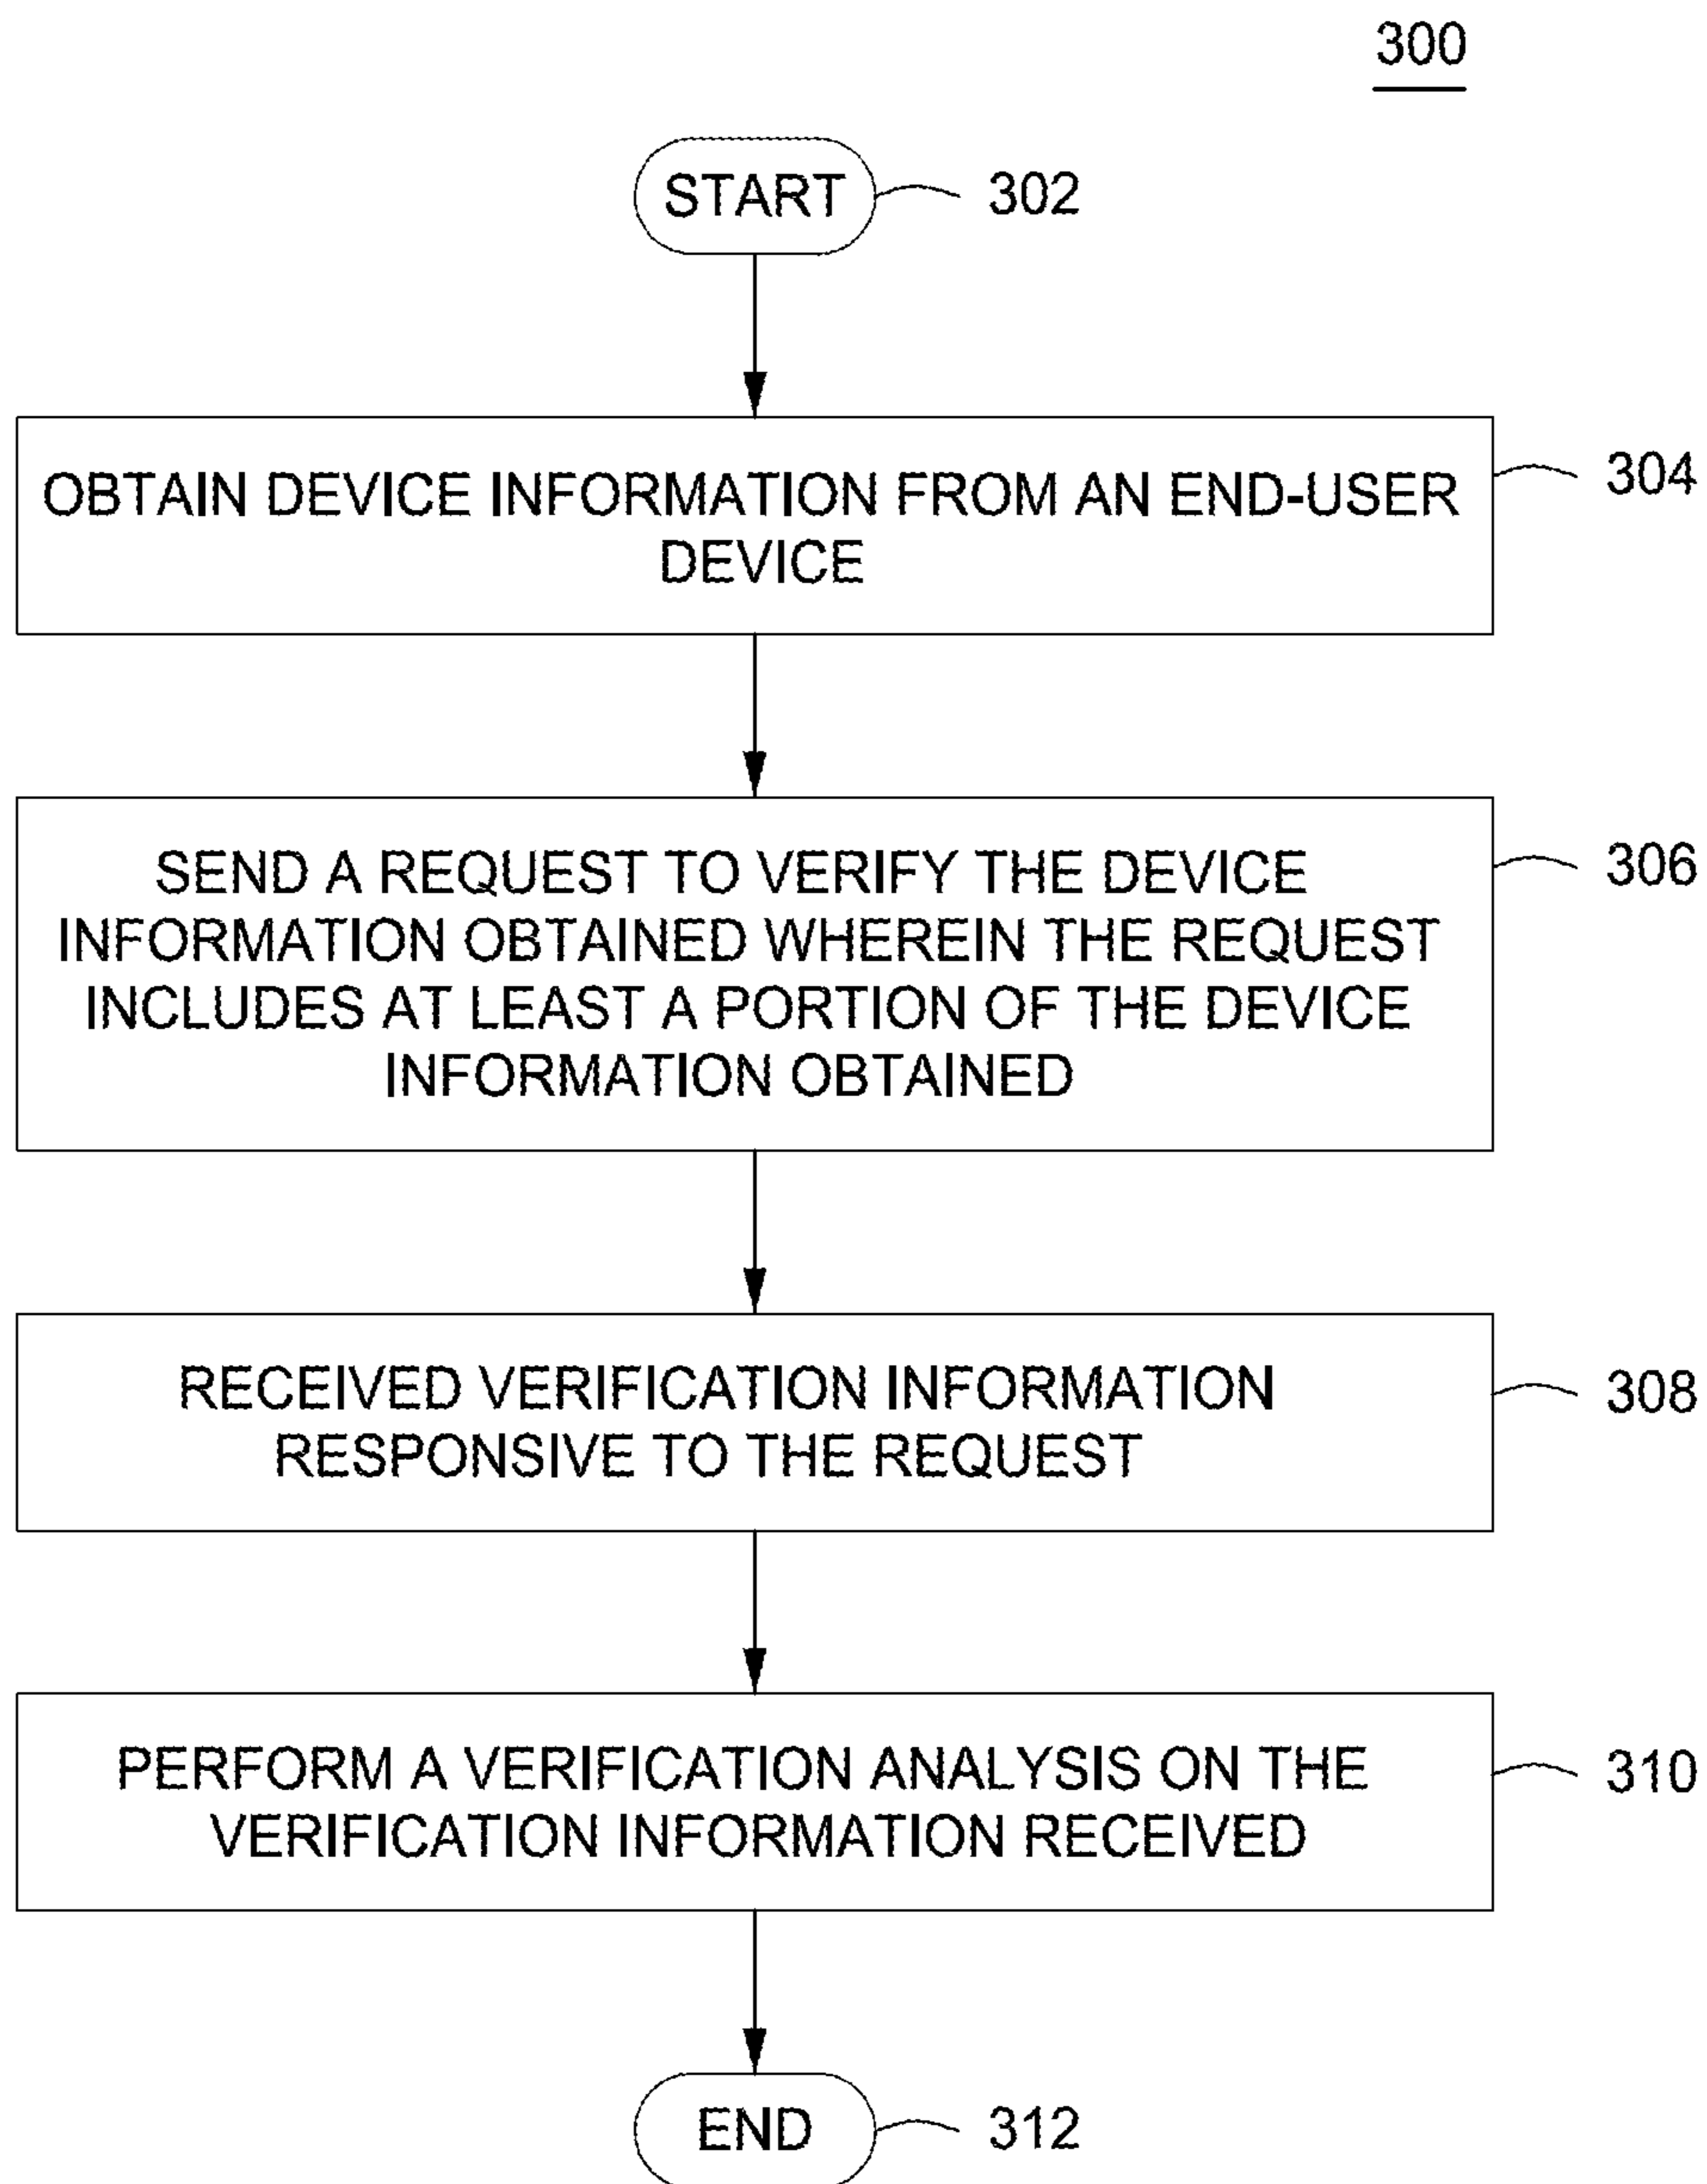 300
START
302
OBTAIN DEVICE INFORMATION FROM AN END-USER
DEVICE
304
SEND A REQUEST TO VERIFY THE DEVICE
INFORMATION OBTAINED WHEREIN THE REQUEST
INCLUDES AT LEAST A PORTION OF THE DEVICE
INFORMATION OBTAINED
306
RECEIVED VERIFICATION INFORMATION
RESPONSIVE TO THE REQUEST
308
PERFORM A VERIFICATION ANALYSIS ON THE
VERIFICATION INFORMATION RECEIVED
310
END
312